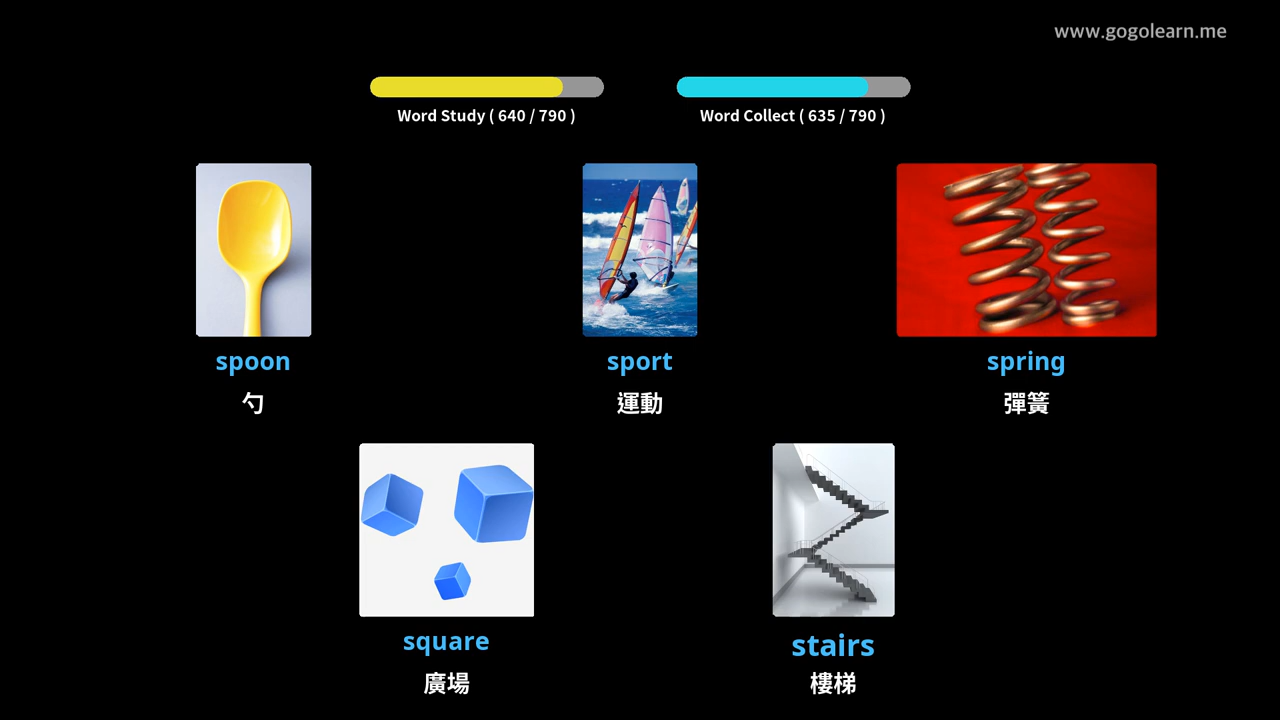 www.gogolearn.me
Word Study ( 640 / 790 )
Word Collect ( 635 / 790 )
spoon
勺
sport
運動
spring
彈簧
square
廣場
stairs
樓梯